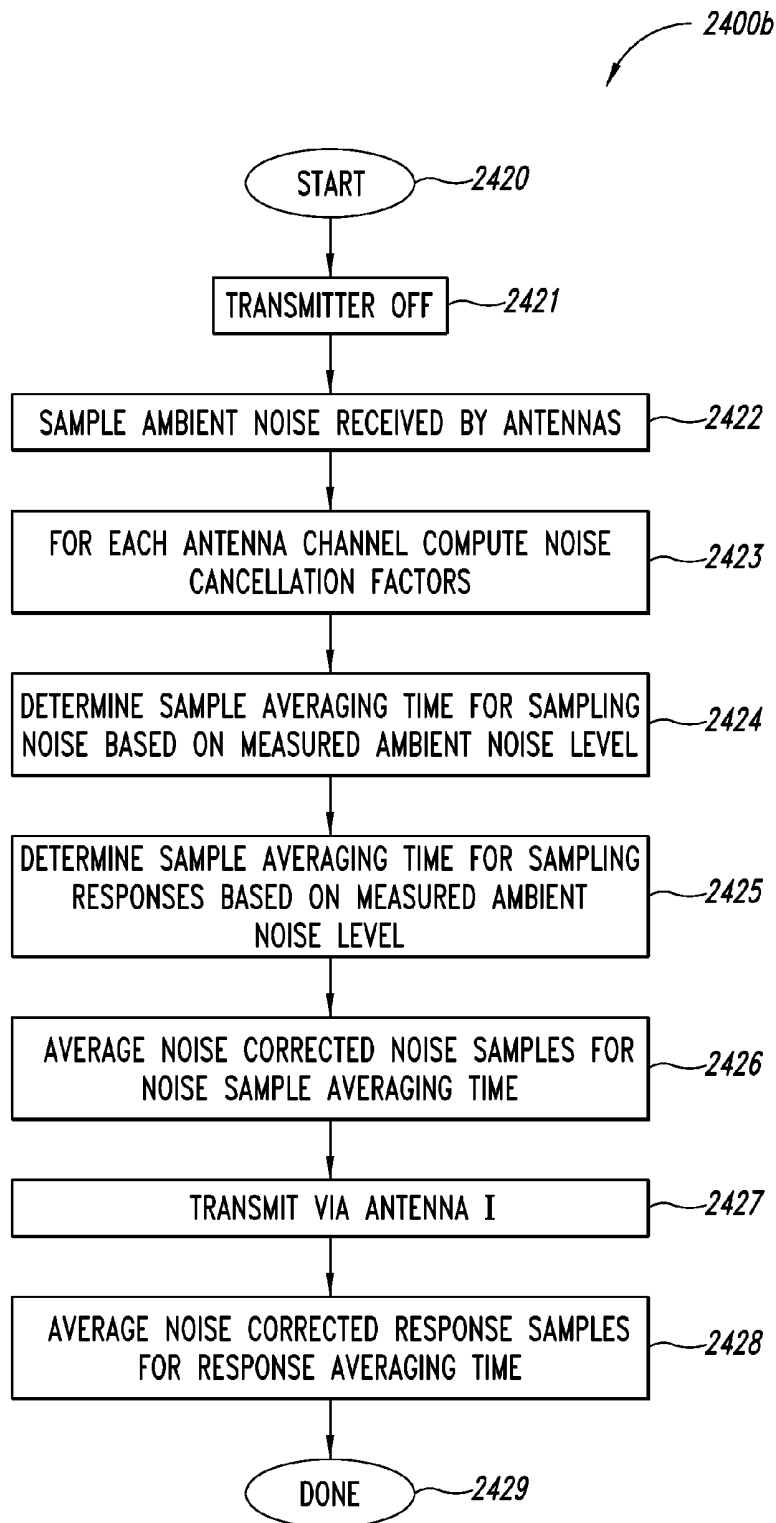 2400b
START
2420
TRANSMITTER OFF
2421
SAMPLE AMBIENT NOISE RECEIVED BY ANTENNAS
2422
FOR EACH ANTENNA CHANNEL COMPUTE NOISE
CANCELLATION FACTORS
2423
DETERMINE SAMPLE AVERAGING TIME FOR SAMPLING
NOISE BASED ON MEASURED AMBIENT NOISE LEVEL
2424
DETERMINE SAMPLE AVERAGING TIME FOR SAMPLING
RESPONSES BASED ON MEASURED AMBIENT
NOISE LEVEL
2425
AVERAGE NOISE CORRECTED NOISE SAMPLES FOR
NOISE SAMPLE AVERAGING TIME
2426
TRANSMIT VIA ANTENNA I
2427
AVERAGE NOISE CORRECTED RESPONSE SAMPLES
FOR RESPONSE AVERAGING TIME
2428
DONE
2429